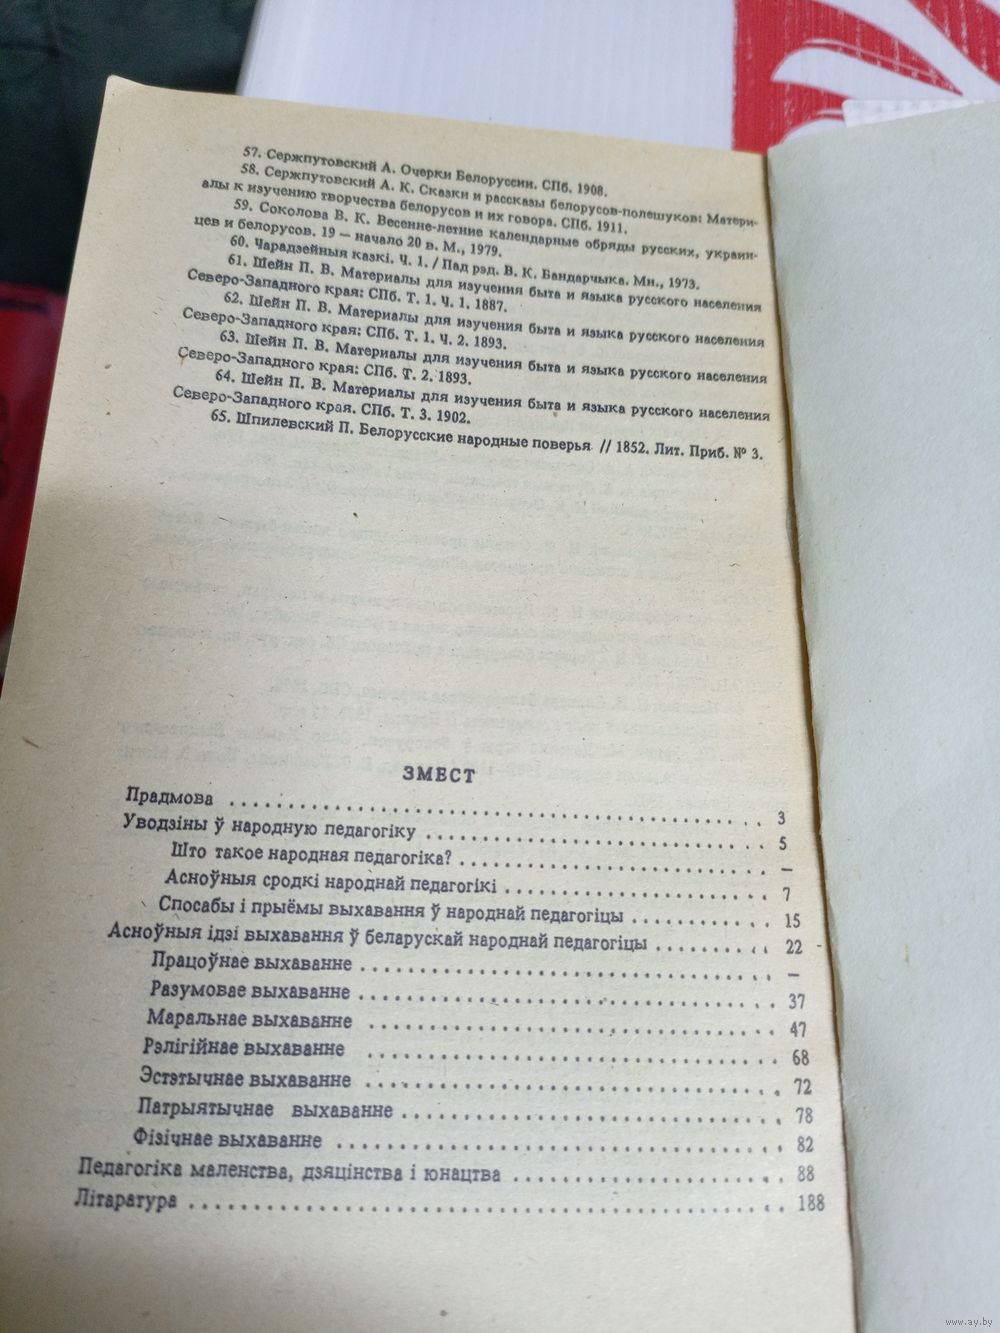 57. Сержпутовский А. Очерки Белоруссии. СПб. 1908.
58. Сержпутовский А. К. Сказки и рассказы белорусов-полешуков: Матери-
алы к изучению творчества белорусов и их говора. СПб. 1911.
59. Соколова В. К. Весенне-летние календарные обряды русских, украин-
цев и белорусов. 19 — начало 20 в. М., 1979.
60. Чарадзейныя казкі. Ч. 1. / Пад рэд. В. К. Бандарчыка. Мн., 1973.
61. Шейн П. В. Материалы для изучения быта и языка русского населения
Северо-Западного края: СПб. Т. 1. Ч. 1. 1887.
62. Шейн П. В. Материалы для изучения быта и языка русского населения
Северо-Западного края: СПб. Т. 1. Ч. 2. 1893.
63. Шейн П. В. Материалы для изучения быта и языка русского населения
Северо-Западного края: СПб. Т. 2. 1893.
64. Шейн П. В. Материалы для изучения быта и языка русского населения
Северо-Западного края. СПб. Т. 3. 1902.
65. Шпилевский П. Белорусские народные поверья // 1852. Лит. Приб. № 3.
ЗМЕСТ
Прадмова . . . . . . . . . . 3
Уводзіны ў народную педагогіку . . . . . . . . . . 5
Што такое народная педагогіка? . . . . . . . . . . —
Асноўныя сродкі народнай педагогікі . . . . . . . . . . 7
Спосабы і прыёмы выхавання ў народнай педагогіцы . . . . . . . . . . 15
Асноўныя ідэі выхавання ў беларускай народнай педагогіцы . . . . . . . . . . 22
Працоўнае выхаванне . . . . . . . . . . —
Разумовае выхаванне . . . . . . . . . . 37
Маральнае выхаванне . . . . . . . . . . 47
Рэлігійнае выхаванне . . . . . . . . . . 68
Эстэтычнае выхаванне . . . . . . . . . . 72
Патрыятычнае выхаванне . . . . . . . . . . 78
Фізічнае выхаванне . . . . . . . . . . 82
Педагогіка маленства, дзяцінства і юнацтва . . . . . . . . . . 88
Літаратура . . . . . . . . . . 188
www.ay.by